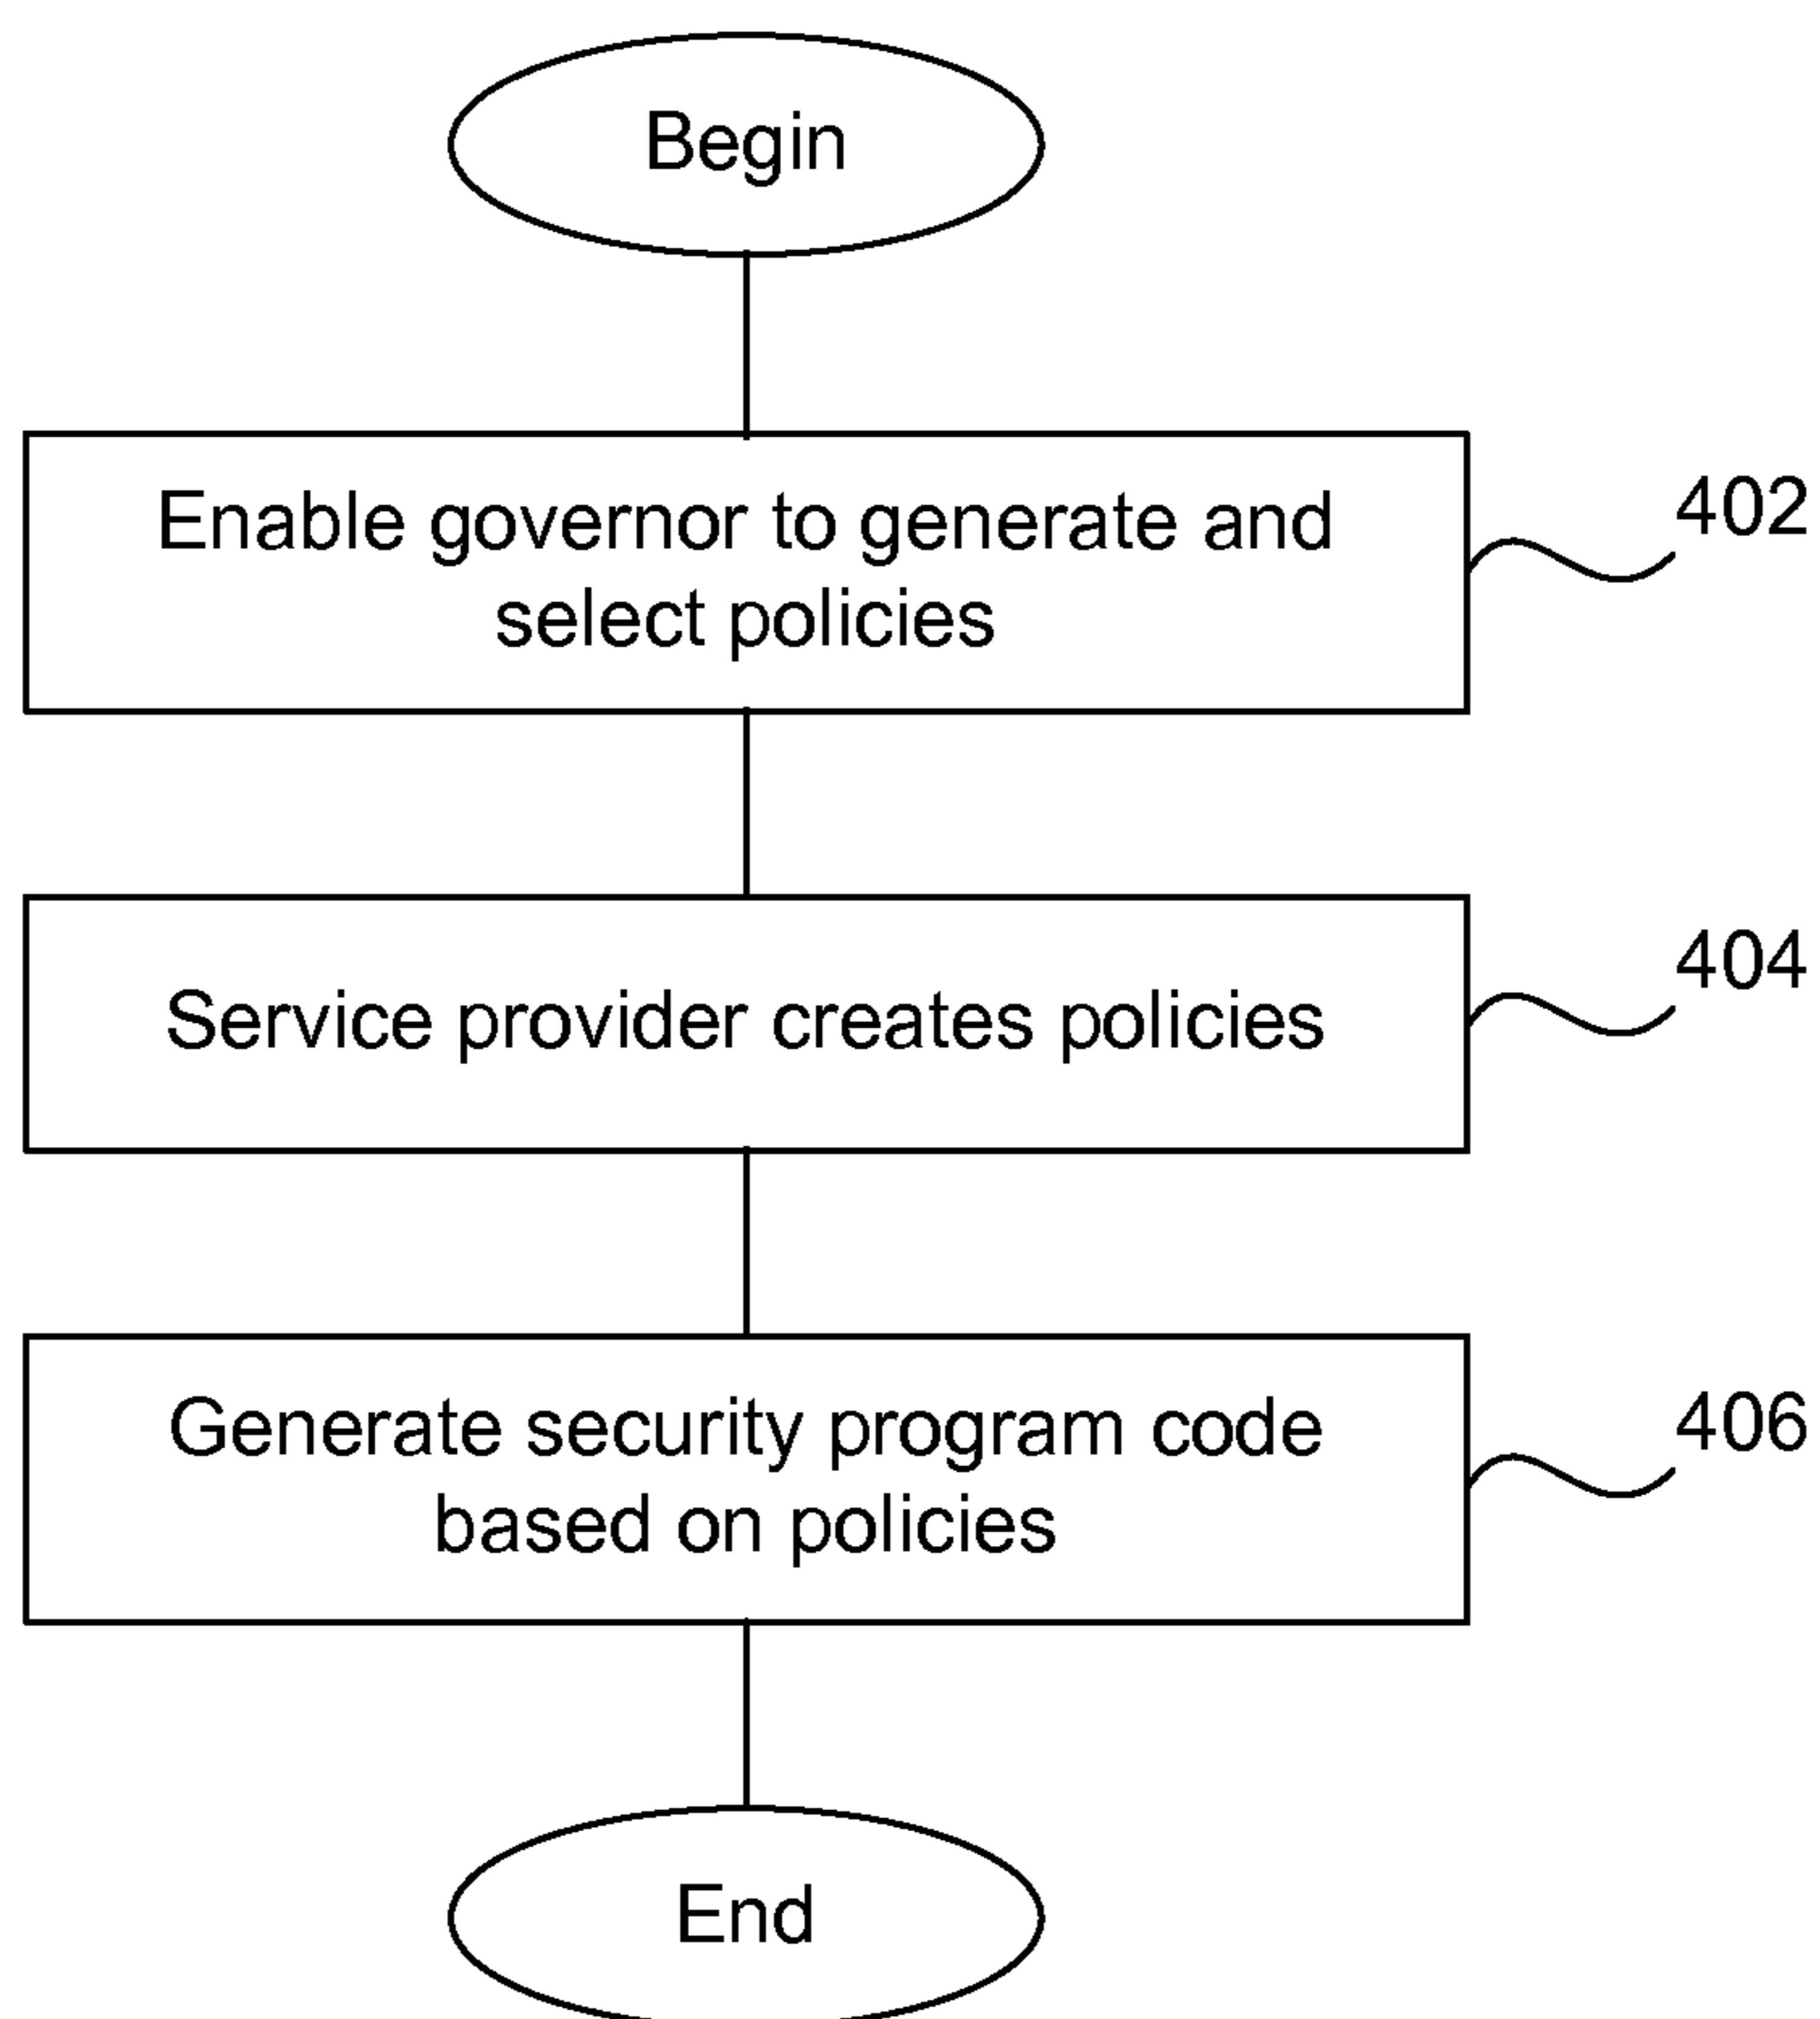 Begin
Enable governor to generate and
select policies
402
Service provider creates policies
404
Generate security program code
based on policies
406
End